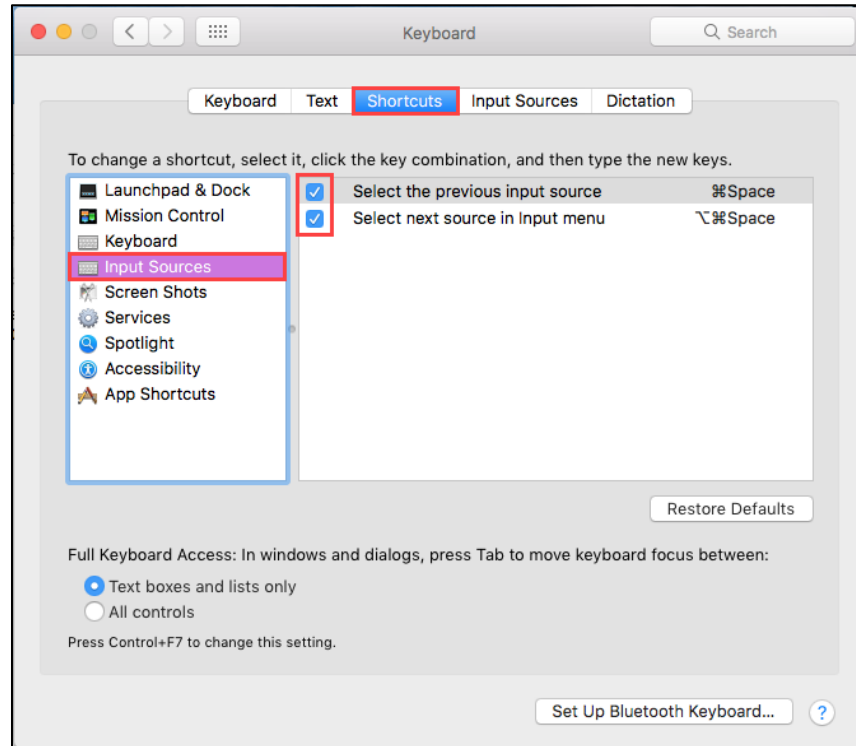 Keyboard
Search
Keyboard Text Shortcuts Input Sources Dictation
To change a shortcut, select it, click the key combination, and then type the new keys.
Launchpad & Dock
Mission Control
Keyboard
Input Sources
Screen Shots
Services
Spotlight
Accessibility
App Shortcuts
Select the previous input source ⌘Space
Select next source in Input menu ⌥⌘Space
Restore Defaults
Full Keyboard Access: In windows and dialogs, press Tab to move keyboard focus between:
Text boxes and lists only
All controls
Press Control+F7 to change this setting.
Set Up Bluetooth Keyboard... ?